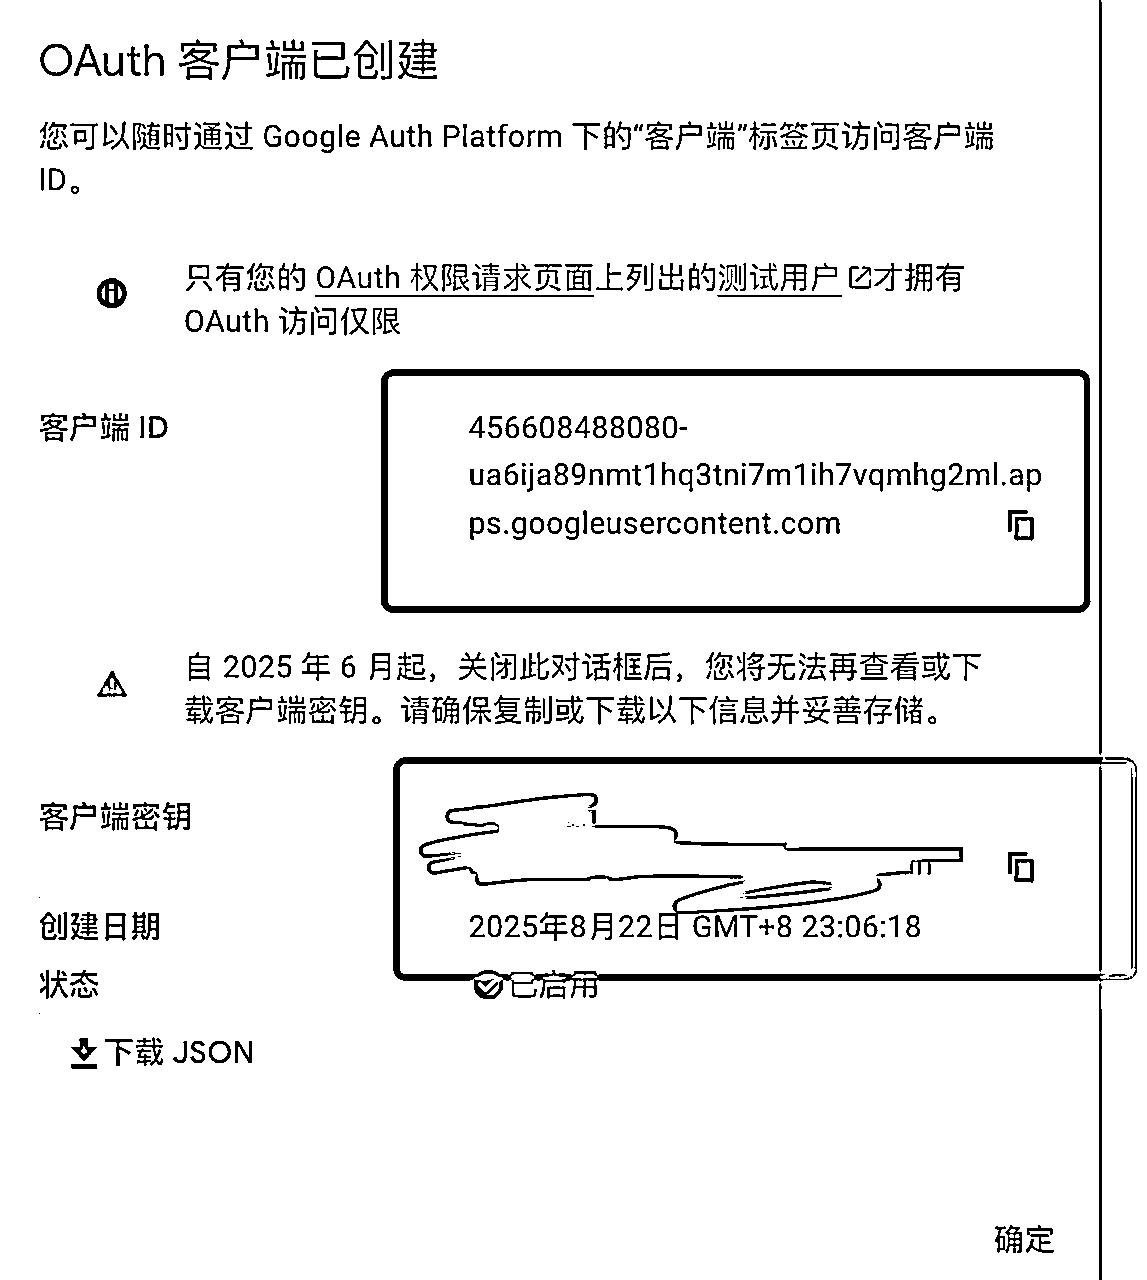 OAuth 客户端已创建
您可以随时通过 Google Auth Platform 下的“客户端”标签页访问客户端
ID。
只有您的 OAuth 权限请求页面上列出的测试用户才拥有
OAuth 访问仅限
客户端 ID
456608488080-
ua6ija89nmt1hq3tni7m1ih7vqmhg2ml.ap
ps.googleusercontent.com
自 2025 年 6 月起，关闭此对话框后，您将无法再查看或下
载客户端密钥。请确保复制或下载以下信息并妥善存储。
客户端密钥
创建日期
2025年8月22日 GMT+8 23:06:18
状态
已启用
下载 JSON
确定